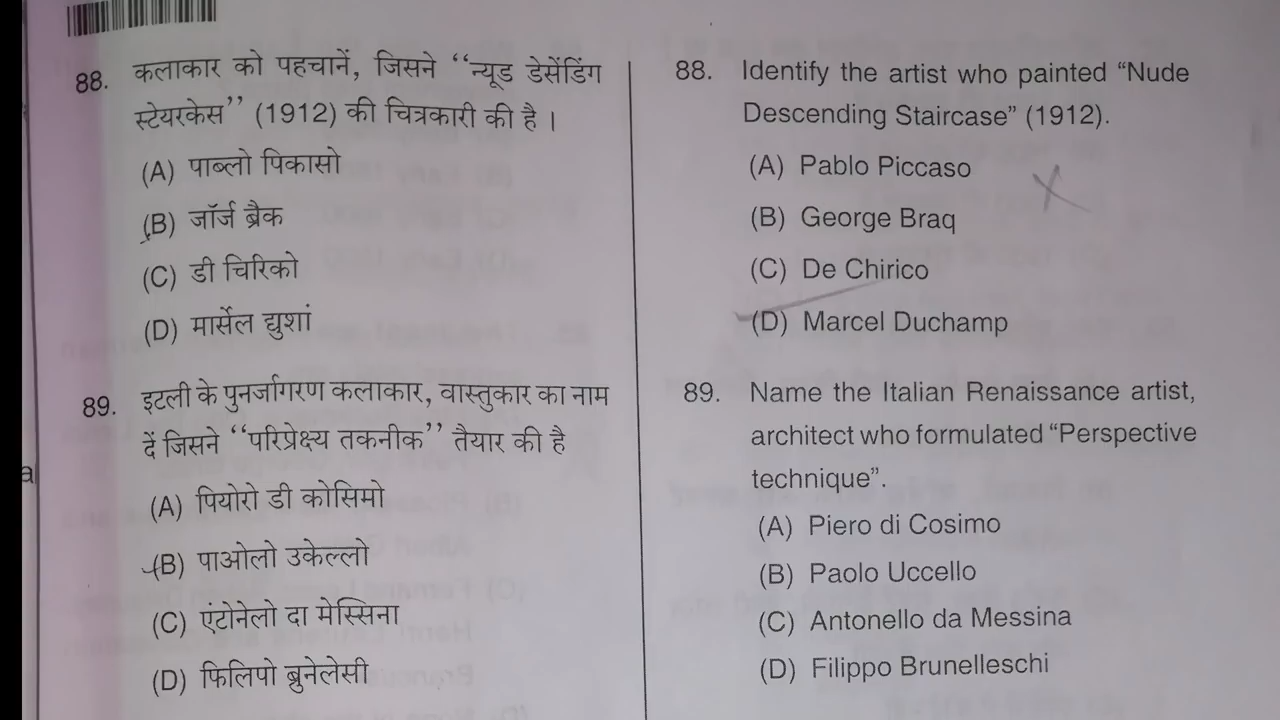 88. कलाकार को पहचानें, जिसने “न्यूड डेसेंडिंग
स्टेयरकेस” (1912) की चित्रकारी की है ।
(A) पाब्लो पिकासो
(B) जॉर्ज ब्रैक
(C) डी चिरिको
(D) मार्सेल द्युशां
89. इटली के पुनर्जागरण कलाकार, वास्तुकार का नाम
दें जिसने “परिप्रेक्ष्य तकनीक” तैयार की है
(A) पियोरो डी कोसिमो
(B) पाओलो उकेल्लो
(C) एंटोनेलो दा मेस्सिना
(D) फिलिपो ब्रुनेलेसी
88. Identify the artist who painted “Nude
Descending Staircase” (1912).
(A) Pablo Piccaso
(B) George Braq
(C) De Chirico
(D) Marcel Duchamp
89. Name the Italian Renaissance artist,
architect who formulated “Perspective
technique”.
(A) Piero di Cosimo
(B) Paolo Uccello
(C) Antonello da Messina
(D) Filippo Brunelleschi